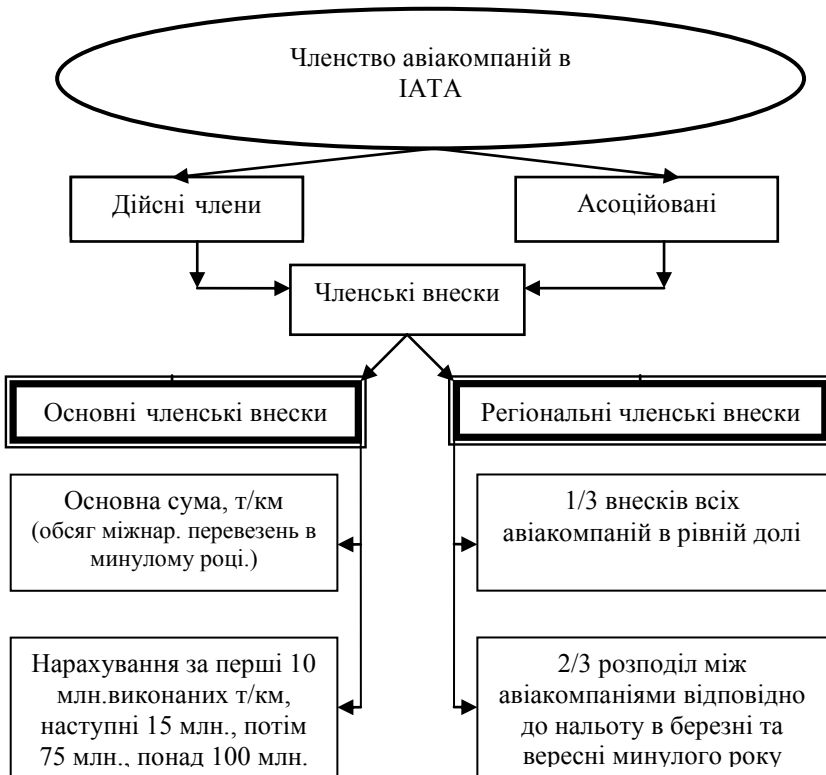 Членство авіакомпаній в
ІАТА
Дійсні члени
Асоційовані
Членські внески
Основні членські внески
Регіональні членські внески
Основна сума, т/км
(обсяг міжнар. перевезень в
минулому році.)
1/3 внесків всіх
авіакомпаній в рівній долі
Нарахування за перші 10
млн.виконаних т/км,
наступні 15 млн., потім
75 млн., понад 100 млн.
2/3 розподіл між
авіакомпаніями відповідно
до нальоту в березні та
вересні минулого року